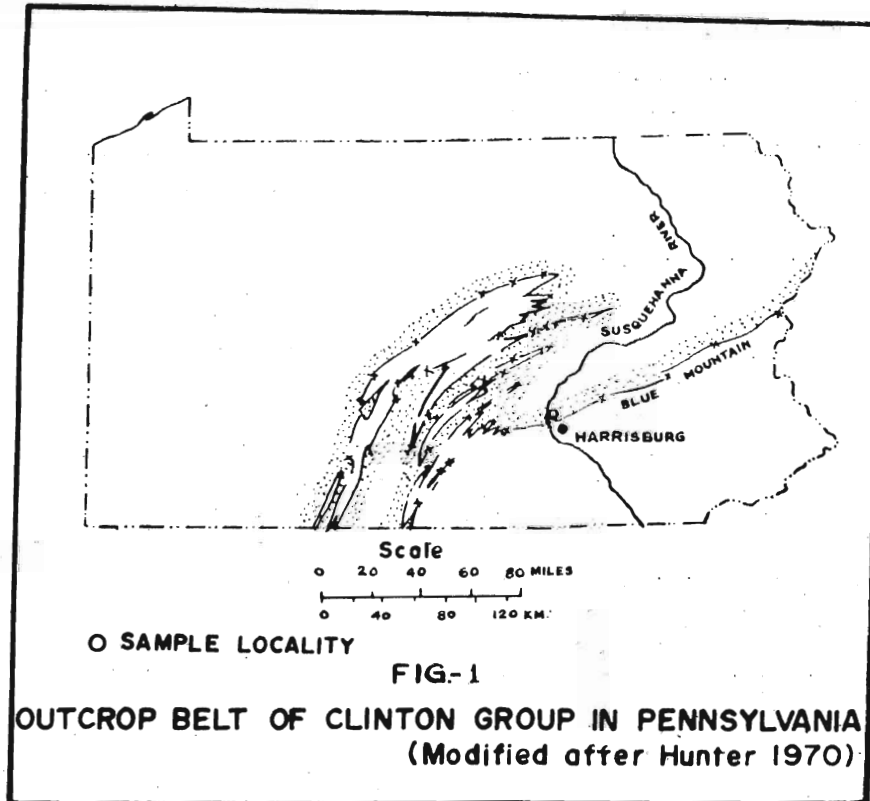 RIVER
SUSQUEHANNA
BLUE MOUNTAIN
HARRISBURG
Scale
0 20 40 60 80 MILES
0 40 80 120 KM.
O SAMPLE LOCALITY
FIG.-1
OUTCROP BELT OF CLINTON GROUP IN PENNSYLVANIA
(Modified after Hunter 1970)